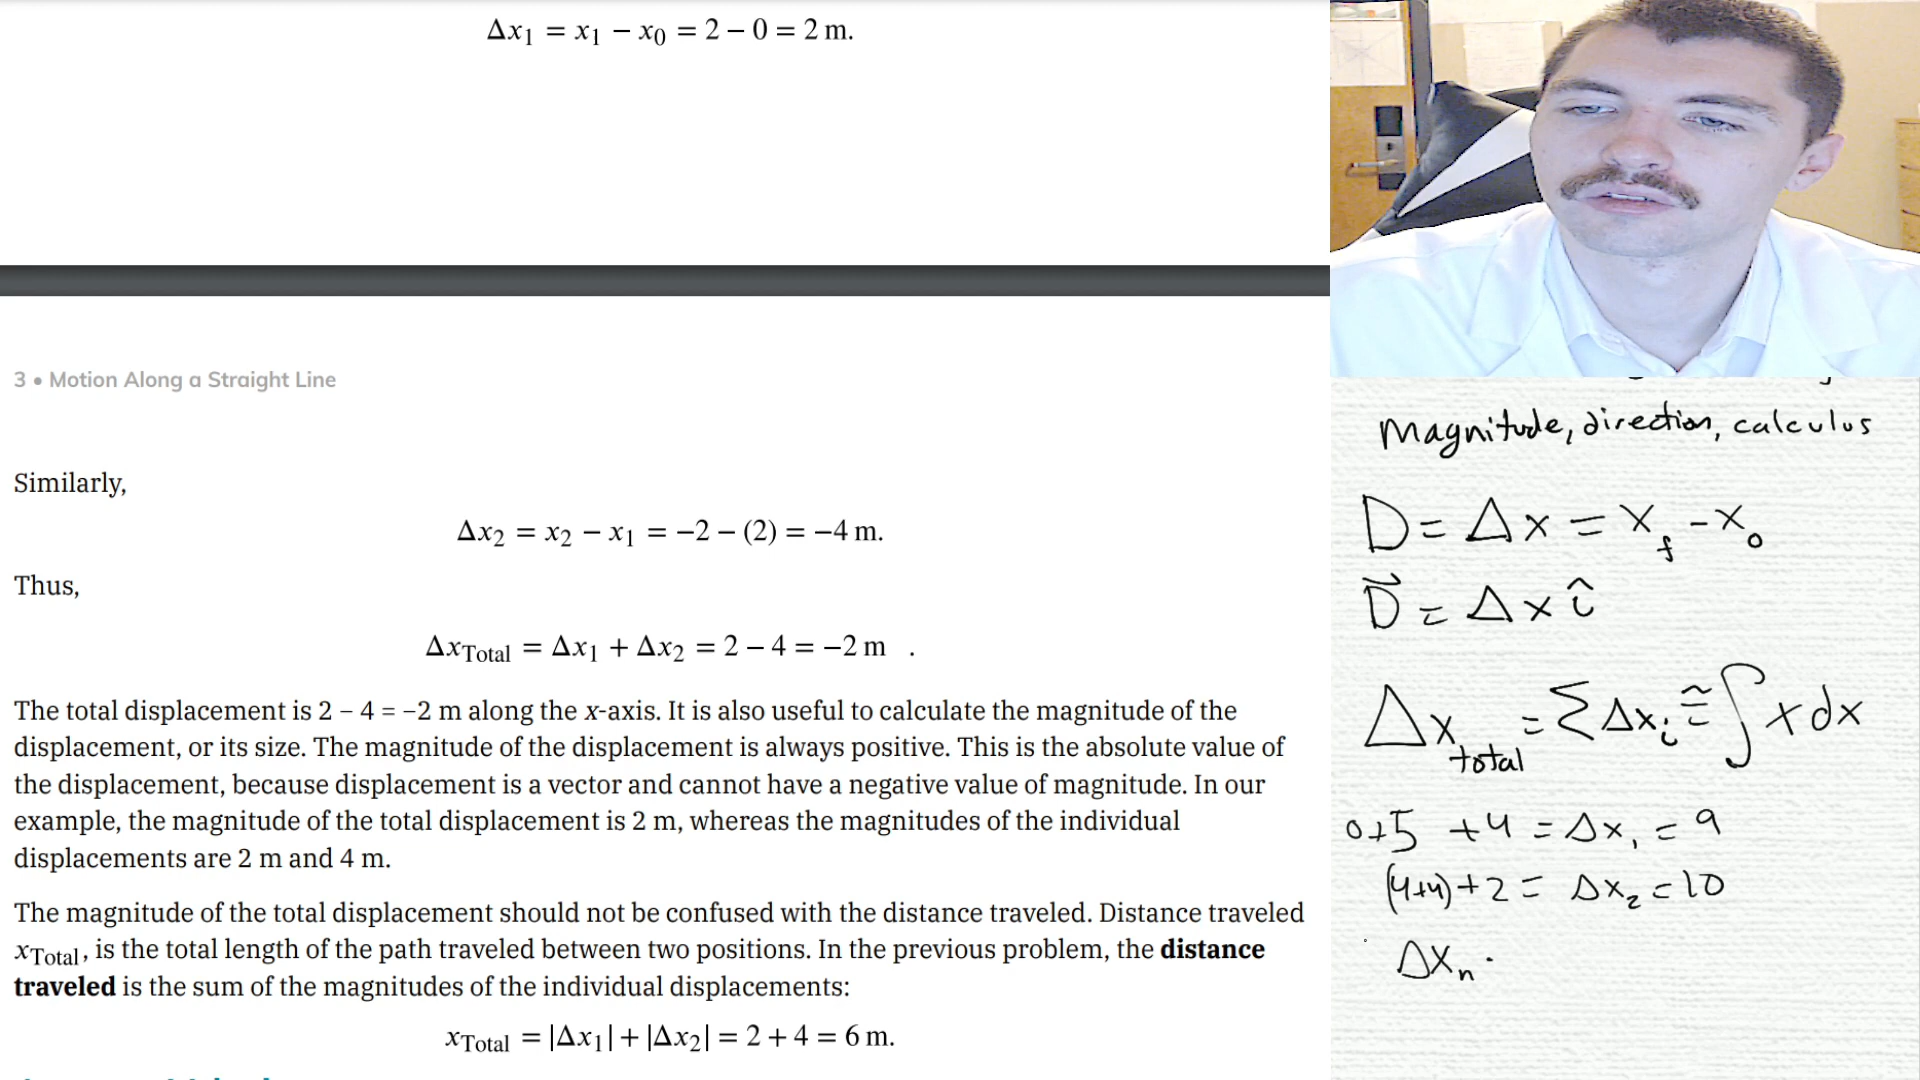 Δx₁ = x₁ − x₀ = 2 − 0 = 2 m.
3 • Motion Along a Straight Line
Similarly,
Δx₂ = x₂ − x₁ = −2 − (2) = −4 m.
Thus,
Δx_Total = Δx₁ + Δx₂ = 2 − 4 = −2 m .
The total displacement is 2 − 4 = −2 m along the x-axis. It is also useful to calculate the magnitude of the
displacement, or its size. The magnitude of the displacement is always positive. This is the absolute value of
the displacement, because displacement is a vector and cannot have a negative value of magnitude. In our
example, the magnitude of the total displacement is 2 m, whereas the magnitudes of the individual
displacements are 2 m and 4 m.
The magnitude of the total displacement should not be confused with the distance traveled. Distance traveled
x_Total, is the total length of the path traveled between two positions. In the previous problem, the distance
traveled is the sum of the magnitudes of the individual displacements:
x_Total = |Δx₁| + |Δx₂| = 2 + 4 = 6 m.
Magnitude, direction, calculus
D = Δx = x_f − x₀
D⃗ = Δx î
Δx_total = ΣΔx_i ≅ ∫x dx
0+5 +4 = Δx₁ = 9
(4+4)+2 = Δx₂ = 10
Δx_n ·